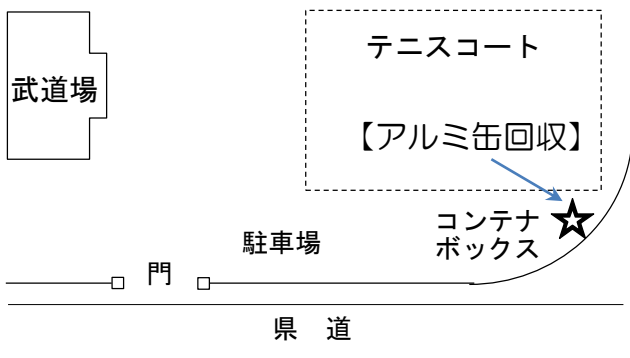 テニスコート
武道場
【アルミ缶回収】
コンテナ
ボックス
駐車場
門
県 道